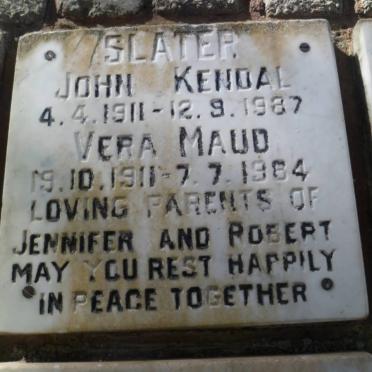 SLATER
JOHN KENDAL
4.4.1911-12.9.1987
VERA MAUD
19.10.1911-7.7.1984
LOVING PARENTS OF
JENNIFER AND ROBERT
MAY YOU REST HAPPILY
IN PEACE TOGETHER